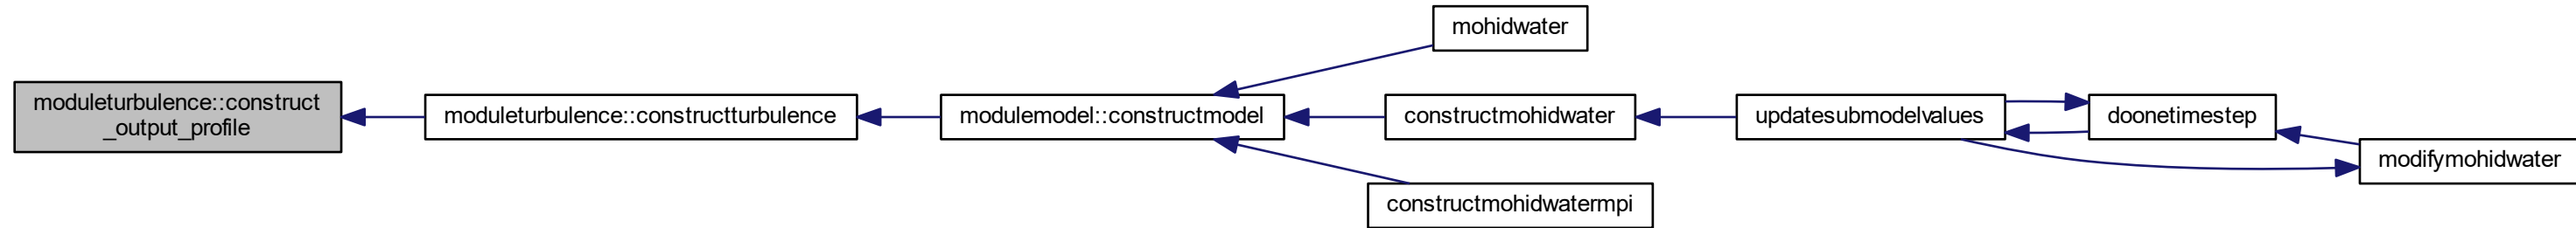 mohidwater
moduleturbulence::construct
_output_profile
moduleturbulence::constructturbulence
modulemodel::constructmodel
constructmohidwater
updatesubmodelvalues
doonetimestep
modifymohidwater
constructmohidwatermpi